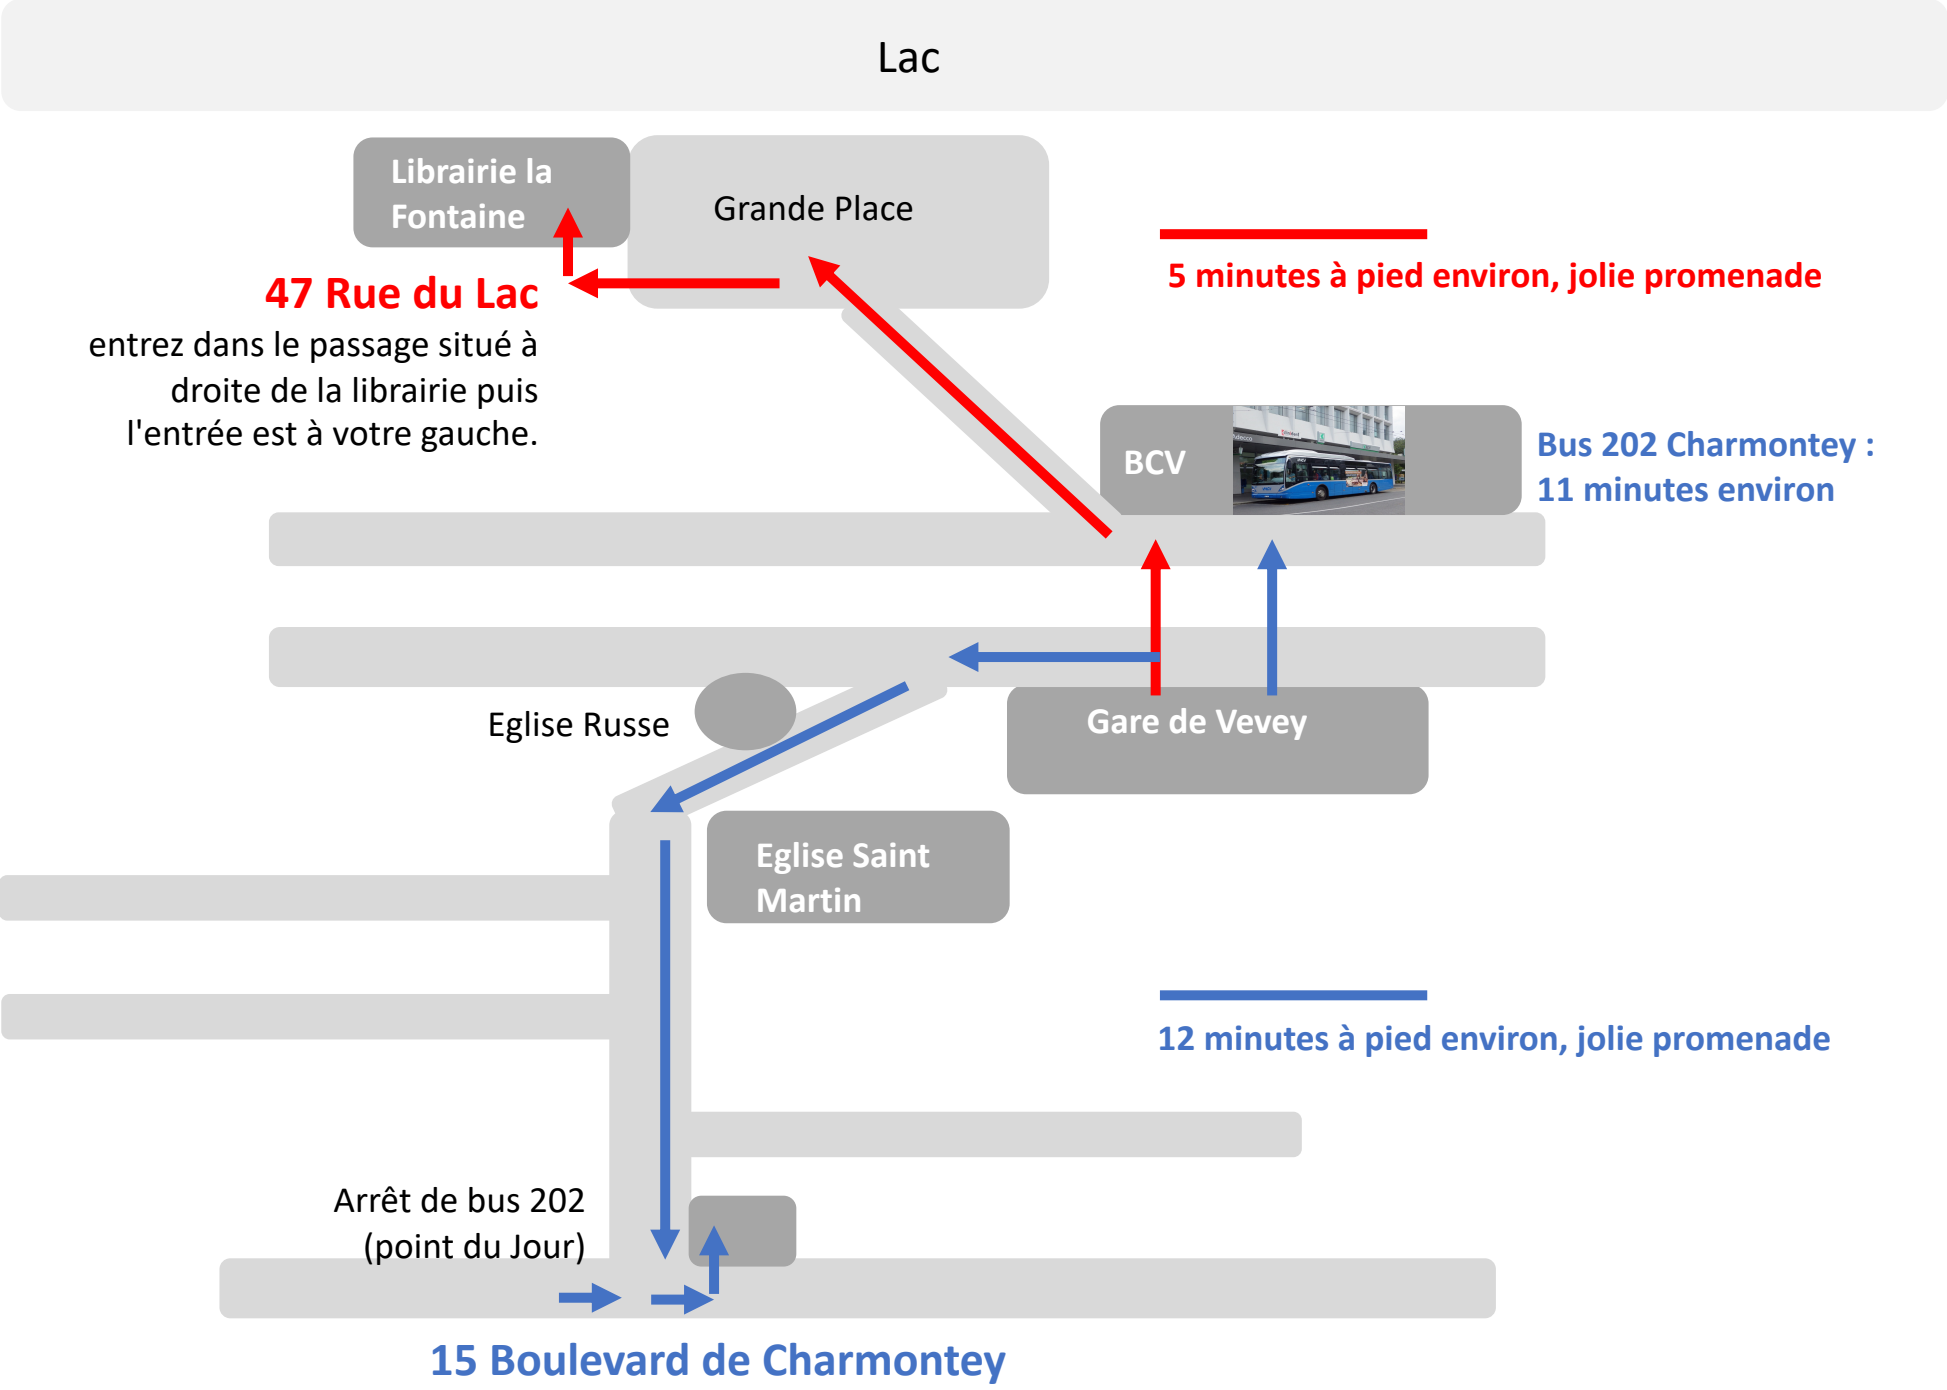 Lac
Librairie la
Fontaine
Grande Place
5 minutes à pied environ, jolie promenade
47 Rue du Lac
entrez dans le passage situé à
droite de la librairie puis
l'entrée est à votre gauche.
BCV
Bus 202 Charmontey :
11 minutes environ
Eglise Russe
Gare de Vevey
Eglise Saint
Martin
12 minutes à pied environ, jolie promenade
Arrêt de bus 202
(point du Jour)
15 Boulevard de Charmontey